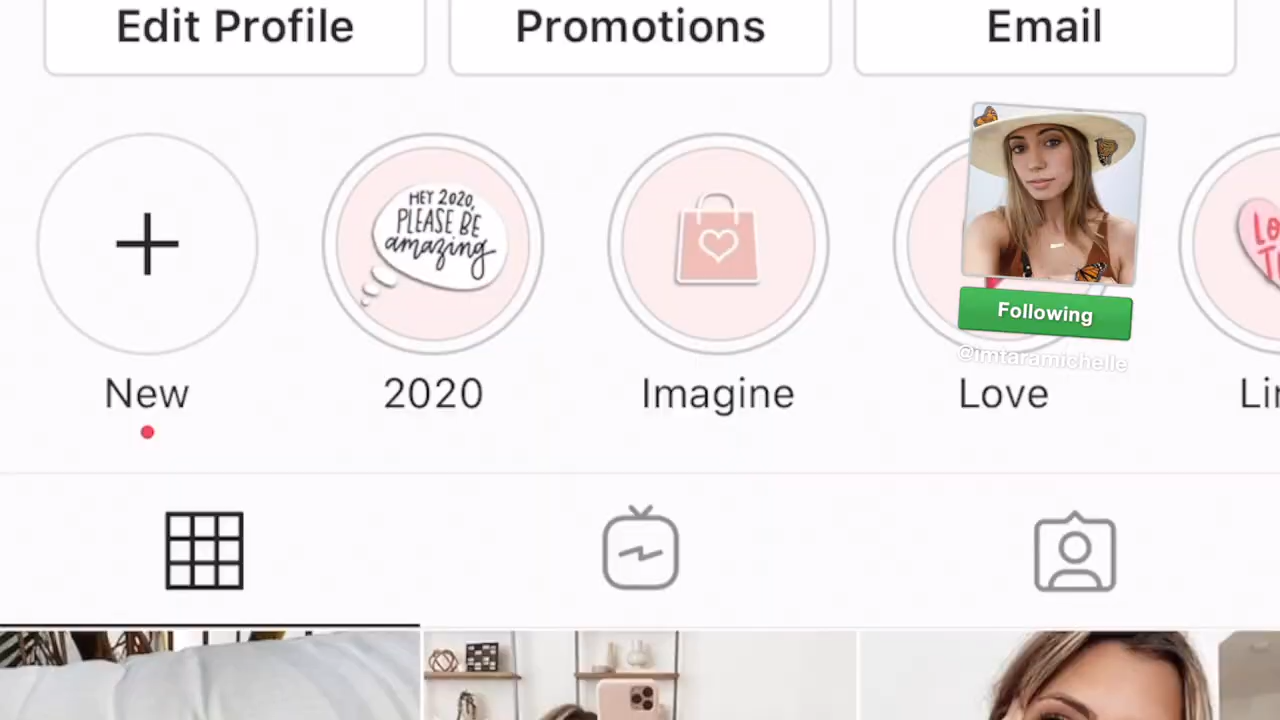 Edit Profile
Promotions
Email
HEY 2020,
PLEASE BE
amazing
Following
@imtaramichelle
New
2020
Imagine
Love